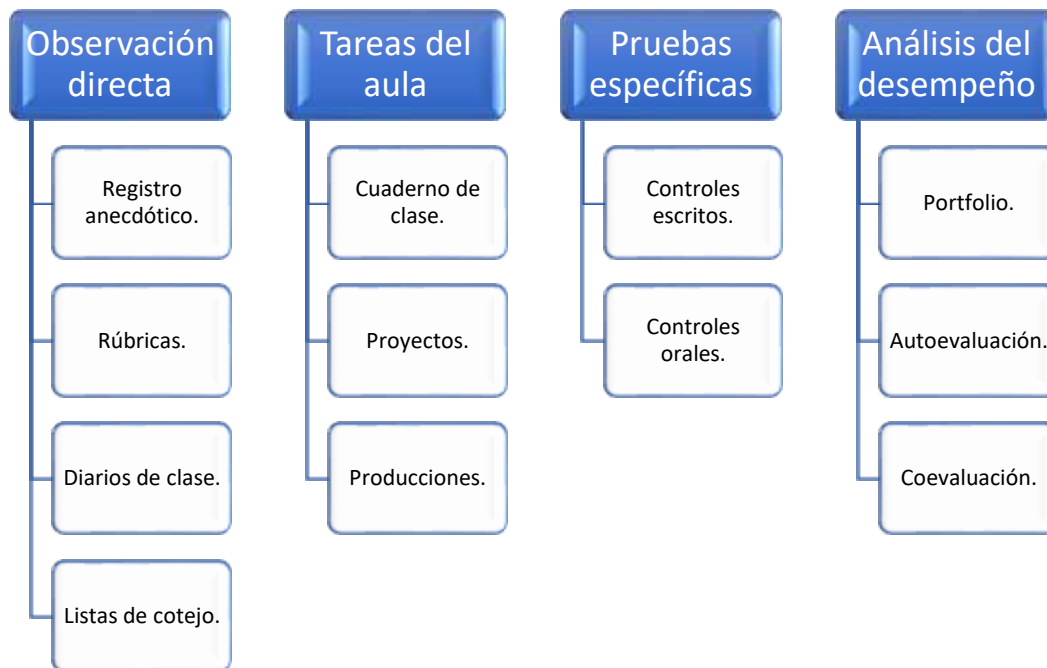 Observación
directa
Registro
anecdótico.
Rúbricas.
Diarios de clase.
Listas de cotejo.
Tareas del
aula
Cuaderno de
clase.
Proyectos.
Producciones.
Pruebas
específicas
Controles
escritos.
Controles
orales.
Análisis del
desempeño
Portfolio.
Autoevaluación.
Coevaluación.